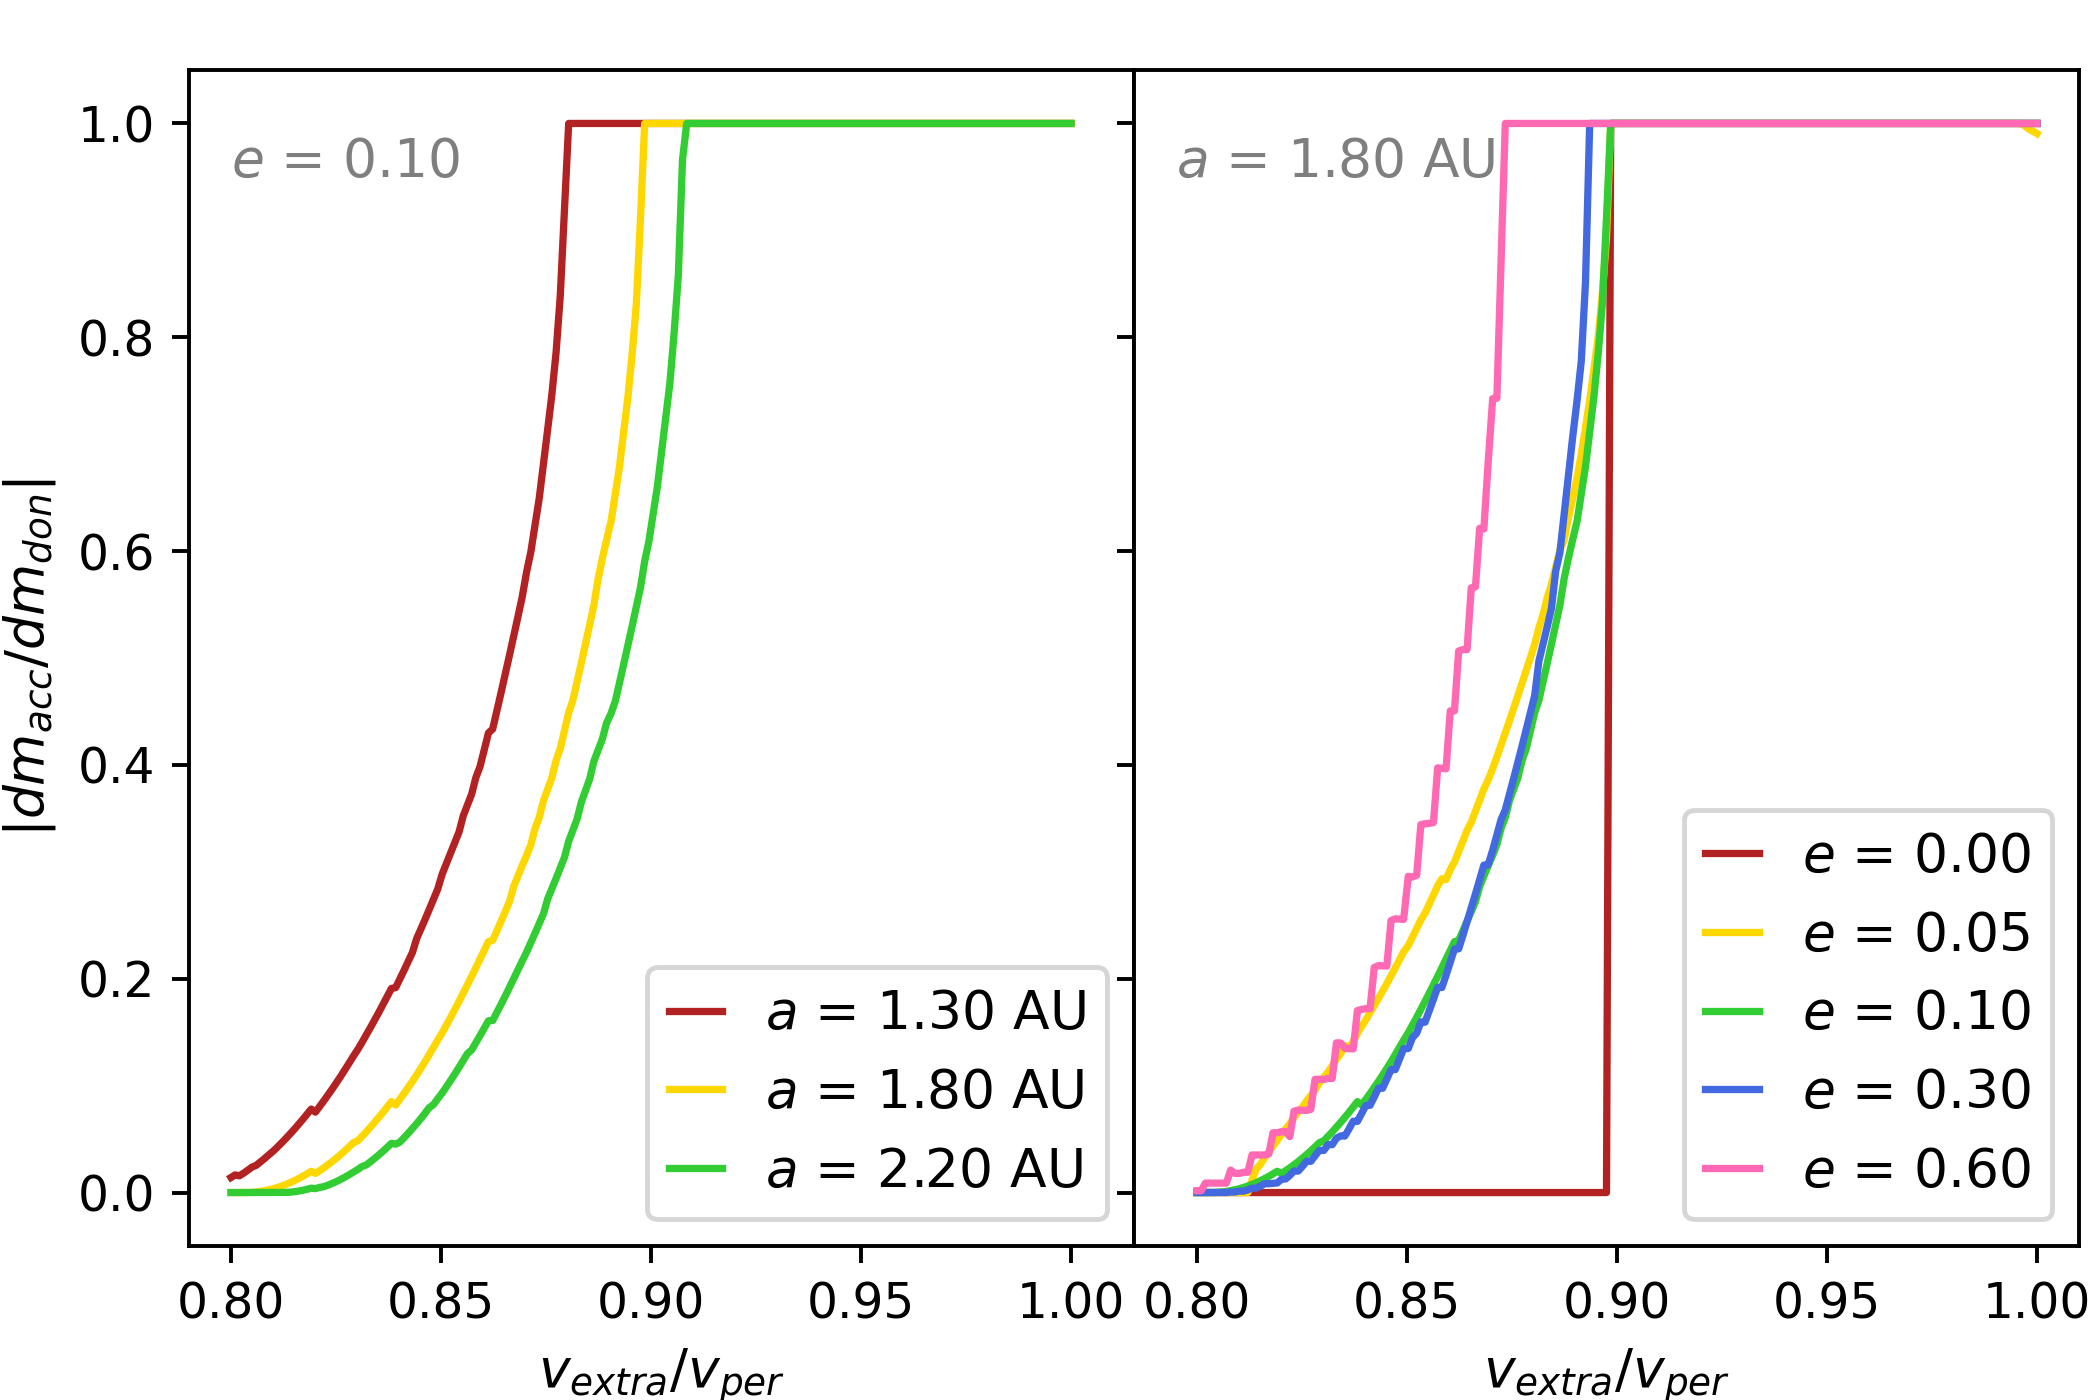 e = 0.10
a = 1.80 AU
1.0
0.8
0.6
0.4
0.2
0.0
|dm_acc/dm_don|
a = 1.30 AU
a = 1.80 AU
a = 2.20 AU
e = 0.00
e = 0.05
e = 0.10
e = 0.30
e = 0.60
0.80 0.85 0.90 0.95 1.00
0.80 0.85 0.90 0.95 1.00
v_extra/v_per
v_extra/v_per